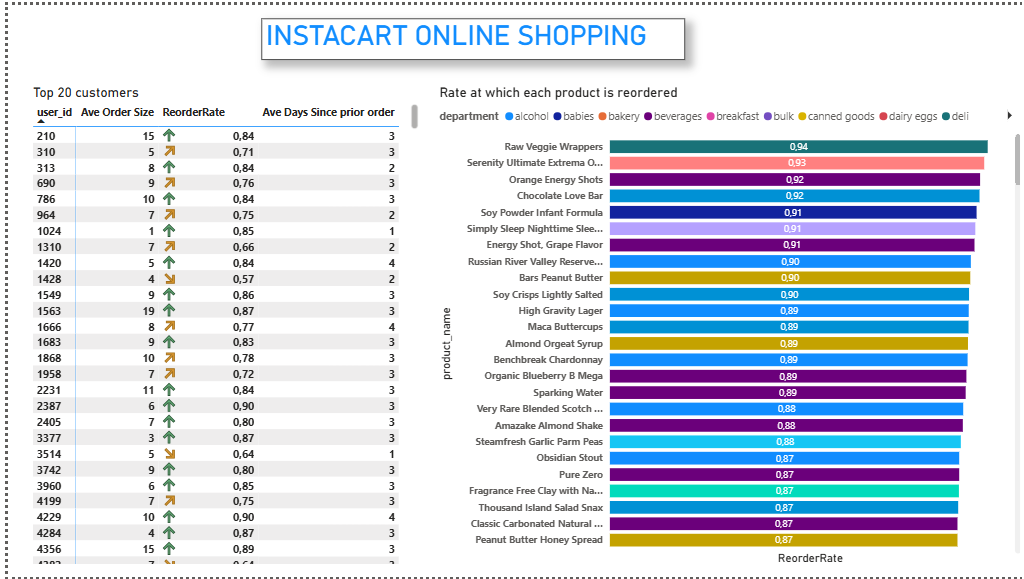 INSTACART ONLINE SHOPPING
Top 20 customers
user_id Ave Order Size ReorderRate Ave Days Since prior order
210 15 0,84 3
310 5 0,71 3
313 8 0,84 2
690 9 0,76 3
786 10 0,84 3
964 7 0,75 2
1024 1 0,85 1
1310 7 0,66 2
1420 5 0,84 4
1428 4 0,57 2
1549 9 0,86 3
1563 19 0,87 3
1666 8 0,77 4
1683 9 0,83 3
1868 10 0,78 3
1958 7 0,72 3
2231 11 0,84 3
2387 6 0,90 3
2405 7 0,80 3
3377 3 0,87 3
3514 5 0,64 1
3742 9 0,80 3
3960 6 0,85 3
4199 7 0,75 3
4229 10 0,90 4
4284 4 0,87 3
4356 15 0,89 3
Rate at which each product is reordered
department alcohol babies bakery beverages breakfast bulk canned goods dairy eggs deli
product_name
Raw Veggie Wrappers 0,94
Serenity Ultimate Extrema O... 0,93
Orange Energy Shots 0,92
Chocolate Love Bar 0,92
Soy Powder Infant Formula 0,91
Simply Sleep Nighttime Slee... 0,91
Energy Shot, Grape Flavor 0,91
Russian River Valley Reserve... 0,90
Bars Peanut Butter 0,90
Soy Crisps Lightly Salted 0,90
High Gravity Lager 0,89
Maca Buttercups 0,89
Almond Orgeat Syrup 0,89
Benchbreak Chardonnay 0,89
Organic Blueberry B Mega 0,89
Sparking Water 0,89
Very Rare Blended Scotch ... 0,88
Amazake Almond Shake 0,88
Steamfresh Garlic Parm Peas 0,88
Obsidian Stout 0,87
Pure Zero 0,87
Fragrance Free Clay with Na... 0,87
Thousand Island Salad Snax 0,87
Classic Carbonated Natural ... 0,87
Peanut Butter Honey Spread 0,87
ReorderRate